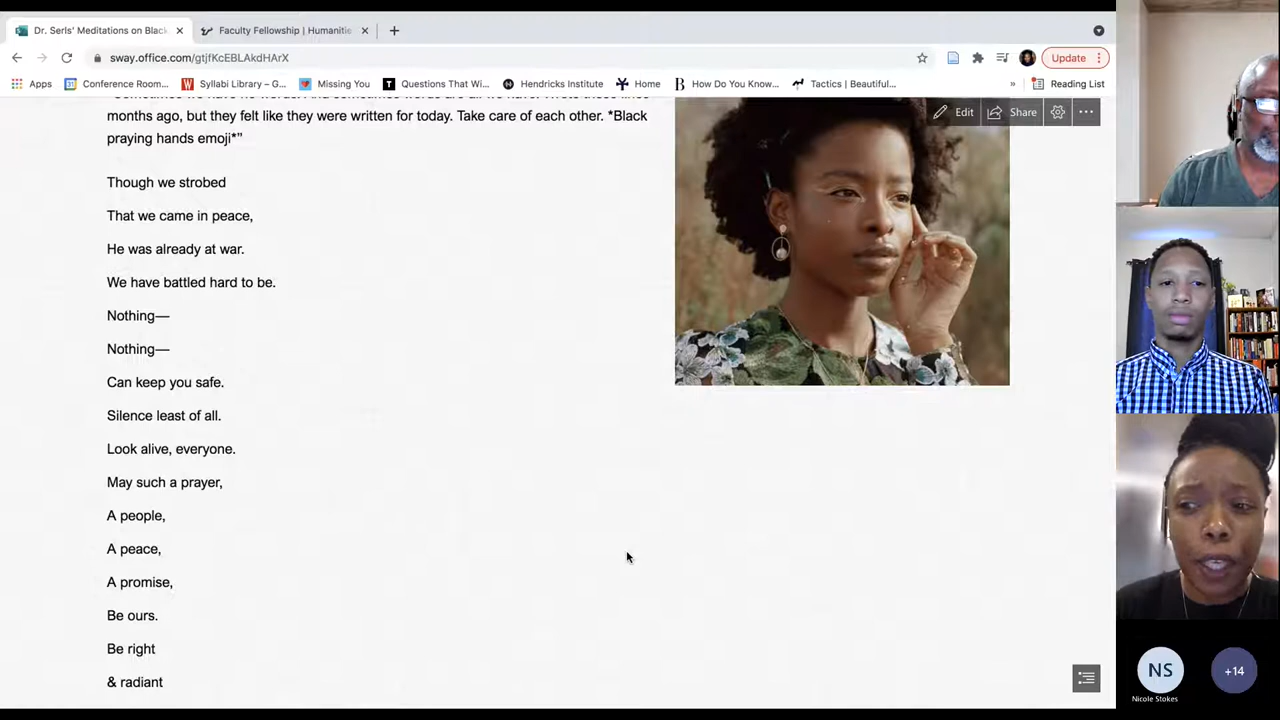 Dr. Serls' Meditations on Black
Faculty Fellowship | Humanitie
sway.office.com/gtjfKcEBLAkdHArX
Update
Apps
Conference Room...
Syllabi Library – G...
Missing You
Questions That Wi...
Hendricks Institute
Home
How Do You Know...
Tactics | Beautiful...
»
Reading List
Edit
Share
months ago, but they felt like they were written for today. Take care of each other. *Black
praying hands emoji*”
Though we strobed
That we came in peace,
He was already at war.
We have battled hard to be.
Nothing—
Nothing—
Can keep you safe.
Silence least of all.
Look alive, everyone.
May such a prayer,
A people,
A peace,
A promise,
Be ours.
Be right
& radiant
NS
Nicole Stokes
+14